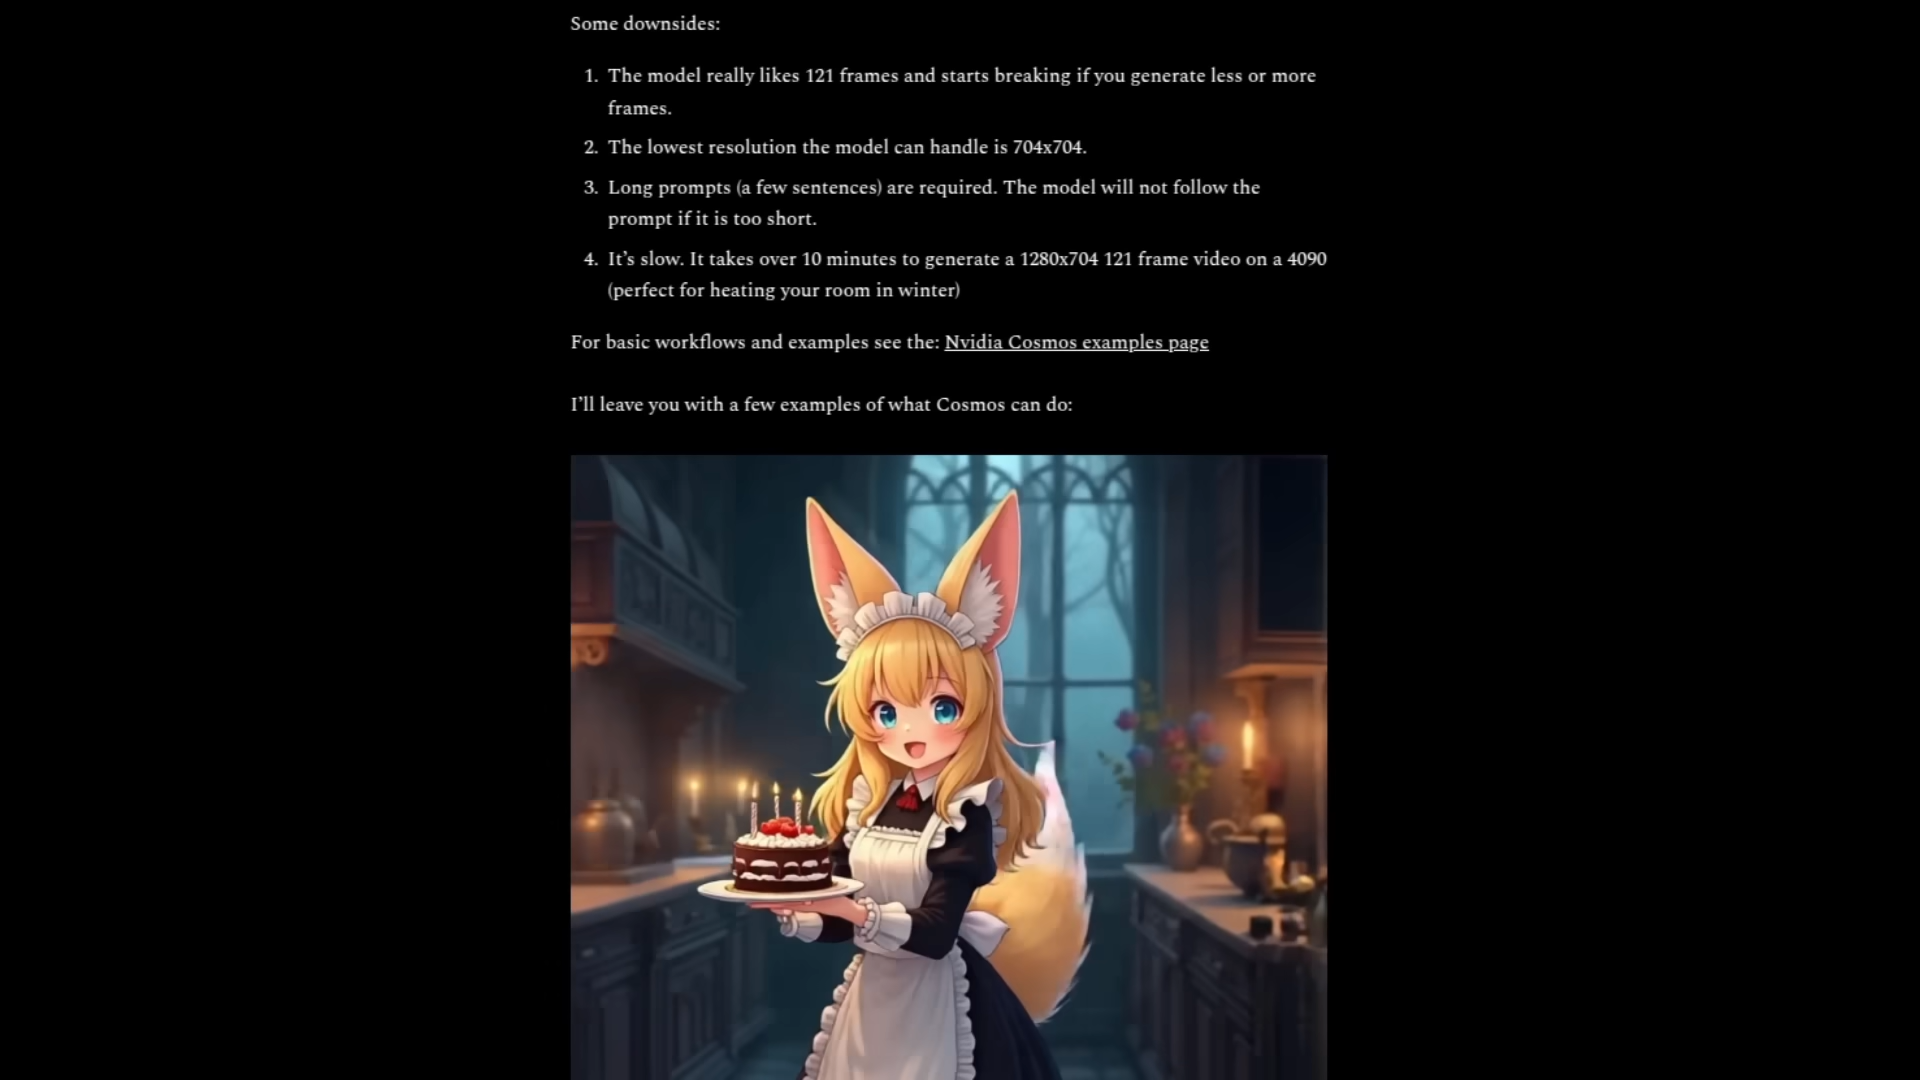 Some downsides:
1. The model really likes 121 frames and starts breaking if you generate less or more
frames.
2. The lowest resolution the model can handle is 704x704.
3. Long prompts (a few sentences) are required. The model will not follow the
prompt if it is too short.
4. It’s slow. It takes over 10 minutes to generate a 1280x704 121 frame video on a 4090
(perfect for heating your room in winter)
For basic workflows and examples see the: Nvidia Cosmos examples page
I’ll leave you with a few examples of what Cosmos can do: